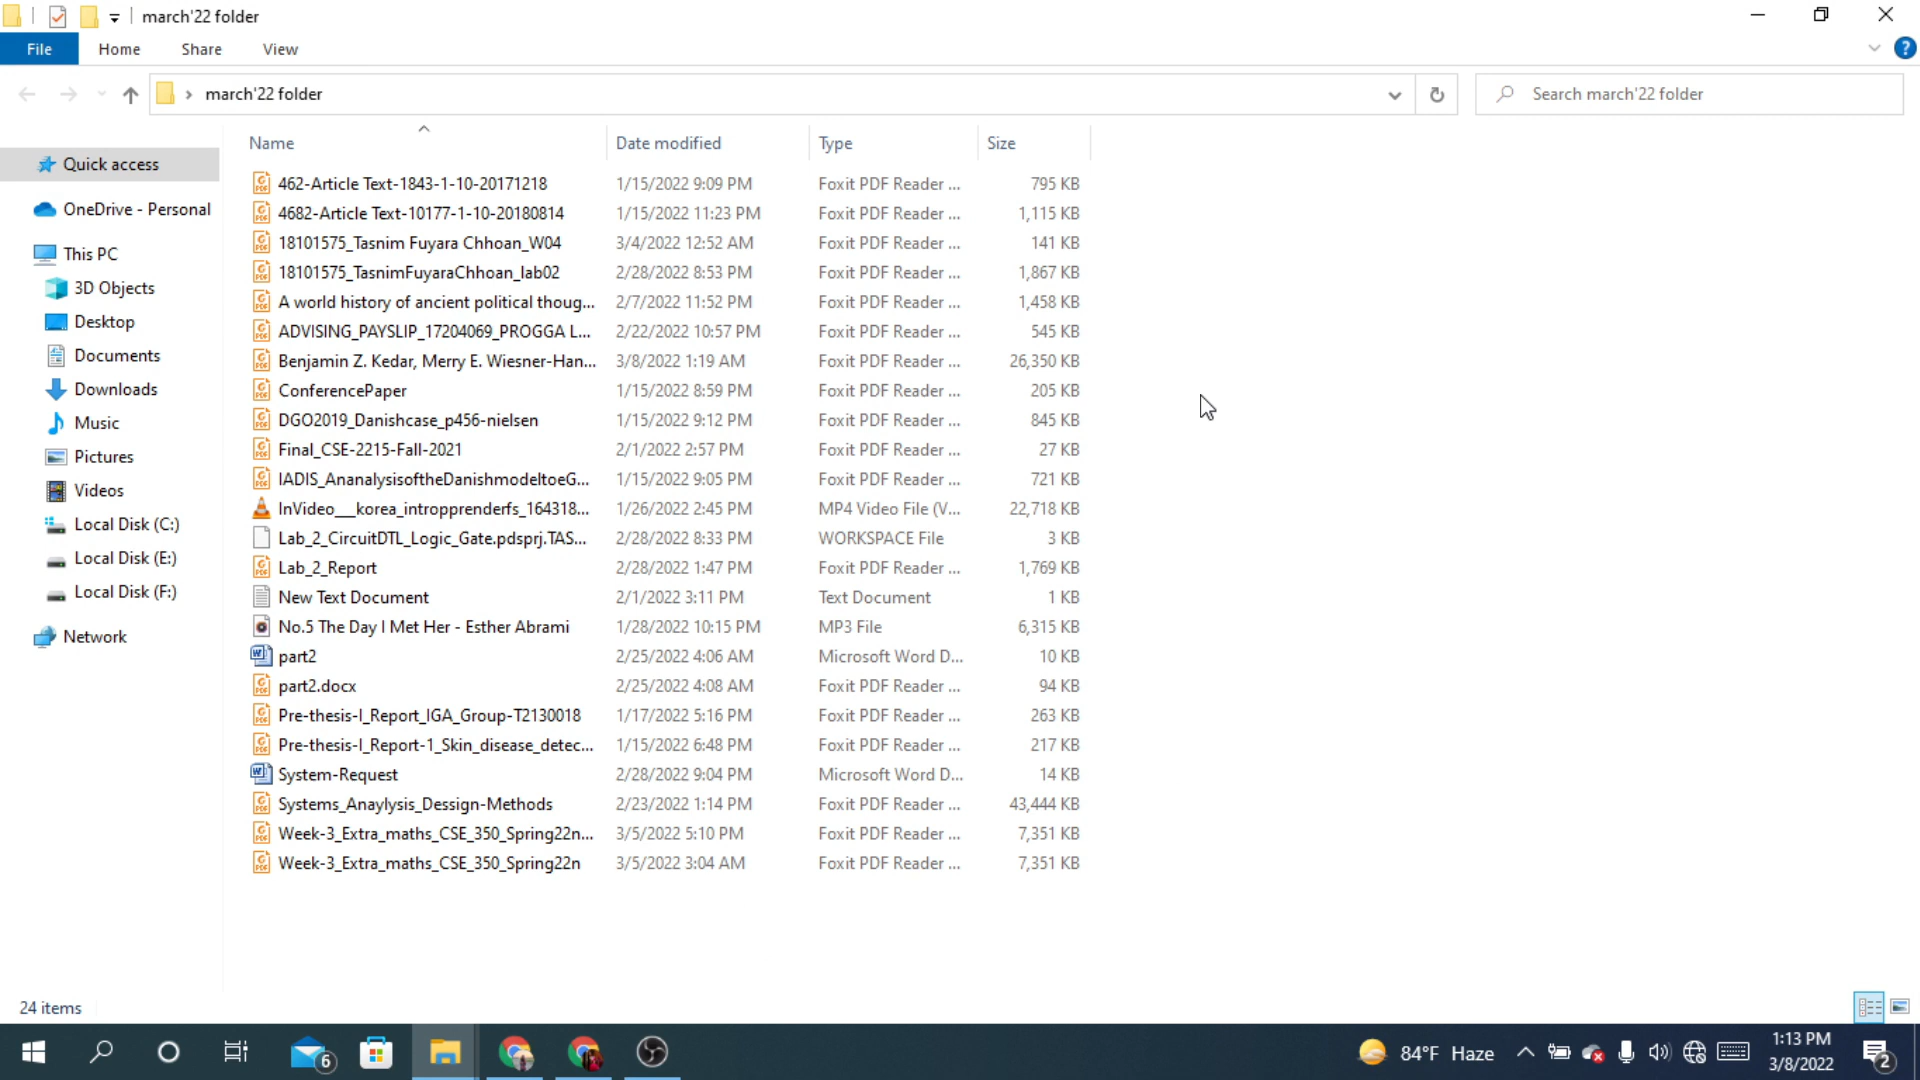 march'22 folder
File Home Share View
march'22 folder Search march'22 folder
Name Date modified Type Size
Quick access
OneDrive - Personal
This PC
3D Objects
Desktop
Documents
Downloads
Music
Pictures
Videos
Local Disk (C:)
Local Disk (E:)
Local Disk (F:)
Network
462-Article Text-1843-1-10-20171218 1/15/2022 9:09 PM Foxit PDF Reader ... 795 KB
4682-Article Text-10177-1-10-20180814 1/15/2022 11:23 PM Foxit PDF Reader ... 1,115 KB
18101575_Tasnim Fuyara Chhoan_W04 3/4/2022 12:52 AM Foxit PDF Reader ... 141 KB
18101575_TasnimFuyaraChhoan_lab02 2/28/2022 8:53 PM Foxit PDF Reader ... 1,867 KB
A world history of ancient political thoug... 2/7/2022 11:52 PM Foxit PDF Reader ... 1,458 KB
ADVISING_PAYSLIP_17204069_PROGGA L... 2/22/2022 10:57 PM Foxit PDF Reader ... 545 KB
Benjamin Z. Kedar, Merry E. Wiesner-Han... 3/8/2022 1:19 AM Foxit PDF Reader ... 26,350 KB
ConferencePaper 1/15/2022 8:59 PM Foxit PDF Reader ... 205 KB
DGO2019_Danishcase_p456-nielsen 1/15/2022 9:12 PM Foxit PDF Reader ... 845 KB
Final_CSE-2215-Fall-2021 2/1/2022 2:57 PM Foxit PDF Reader ... 27 KB
IADIS_AnanalysisoftheDanishmodeltoeG... 1/15/2022 9:05 PM Foxit PDF Reader ... 721 KB
InVideo___korea_intropprenderfs_164318... 1/26/2022 2:45 PM MP4 Video File (V... 22,718 KB
Lab_2_CircuitDTL_Logic_Gate.pdsprj.TAS... 2/28/2022 8:33 PM WORKSPACE File 3 KB
Lab_2_Report 2/28/2022 1:47 PM Foxit PDF Reader ... 1,769 KB
New Text Document 2/1/2022 3:11 PM Text Document 1 KB
No.5 The Day I Met Her - Esther Abrami 1/28/2022 10:15 PM MP3 File 6,315 KB
part2 2/25/2022 4:06 AM Microsoft Word D... 10 KB
part2.docx 2/25/2022 4:08 AM Foxit PDF Reader ... 94 KB
Pre-thesis-I_Report_IGA_Group-T2130018 1/17/2022 5:16 PM Foxit PDF Reader ... 263 KB
Pre-thesis-I_Report-1_Skin_disease_detec... 1/15/2022 6:48 PM Foxit PDF Reader ... 217 KB
System-Request 2/28/2022 9:04 PM Microsoft Word D... 14 KB
Systems_Anaylysis_Dessign-Methods 2/23/2022 1:14 PM Foxit PDF Reader ... 43,444 KB
Week-3_Extra_maths_CSE_350_Spring22n... 3/5/2022 5:10 PM Foxit PDF Reader ... 7,351 KB
Week-3_Extra_maths_CSE_350_Spring22n 3/5/2022 3:04 AM Foxit PDF Reader ... 7,351 KB
24 items
6 84°F Haze 1:13 PM
3/8/2022 2